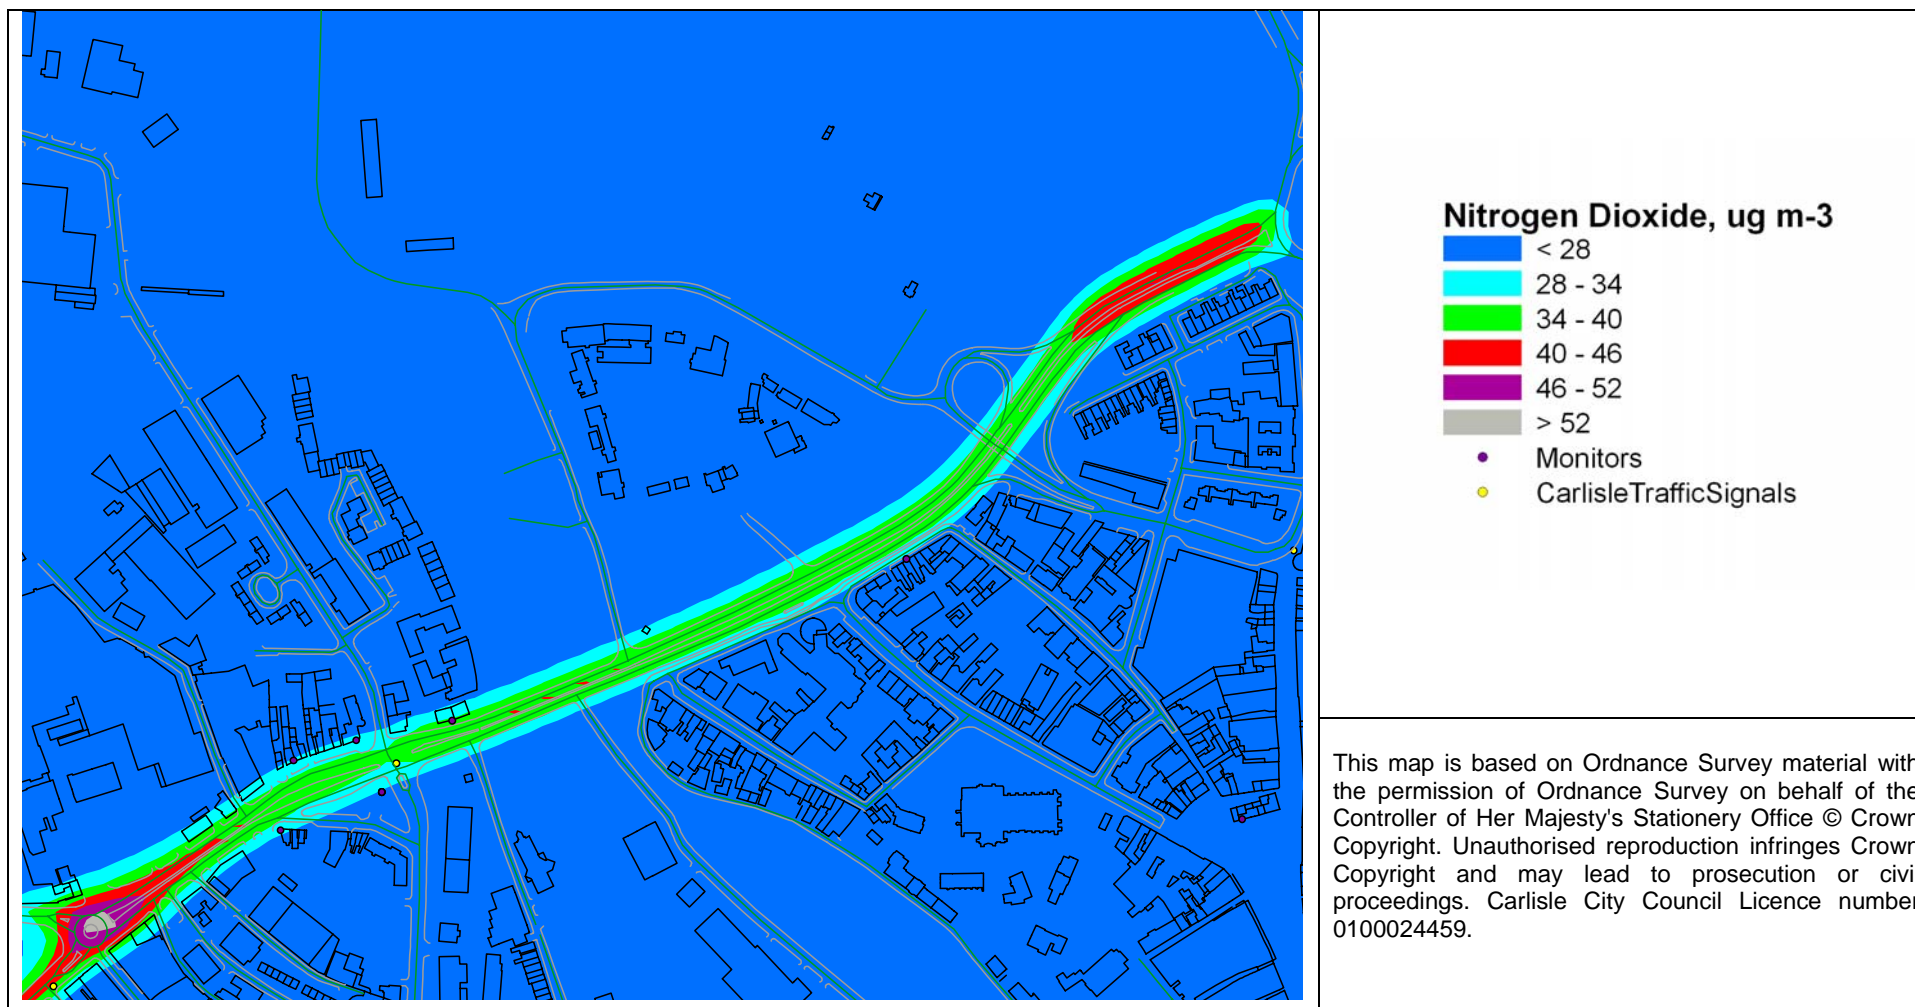 Nitrogen Dioxide, ug m-3
< 28
28 - 34
34 - 40
40 - 46
46 - 52
> 52
Monitors
CarlisleTrafficSignals
This map is based on Ordnance Survey material with
the permission of Ordnance Survey on behalf of the
Controller of Her Majesty's Stationery Office © Crown
Copyright. Unauthorised reproduction infringes Crown
Copyright and may lead to prosecution or civi
proceedings. Carlisle City Council Licence number
0100024459.